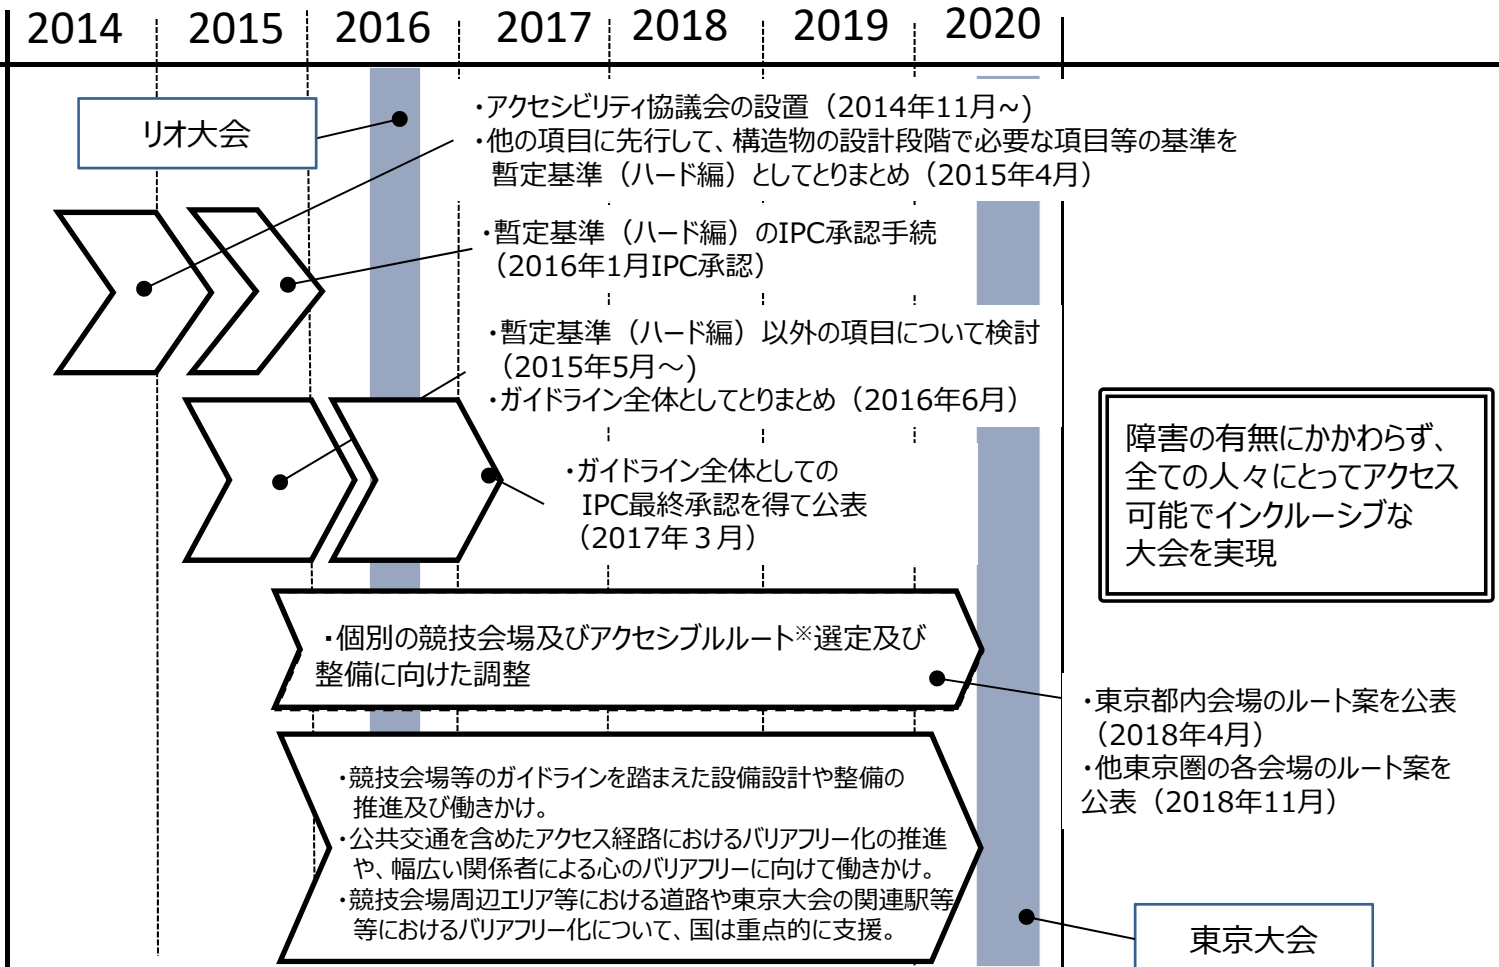 2014 2015 2016 2017 2018 2019 2020
リオ大会
・アクセシビリティ協議会の設置（2014年11月~)
・他の項目に先行して、構造物の設計段階で必要な項目等の基準を
暫定基準（ハード編）としてとりまとめ（2015年4月）
・暫定基準（ハード編）のIPC承認手続
（2016年1月IPC承認）
・暫定基準（ハード編）以外の項目について検討
（2015年5月～)
・ガイドライン全体としてとりまとめ（2016年6月）
・ガイドライン全体としての
IPC最終承認を得て公表
（2017年３月）
障害の有無にかかわらず、
全ての人々にとってアクセス
可能でインクルーシブな
大会を実現
・個別の競技会場及びアクセシブルルート※選定及び
整備に向けた調整
・東京都内会場のルート案を公表
（2018年4月）
・他東京圏の各会場のルート案を
公表（2018年11月）
・競技会場等のガイドラインを踏まえた設備設計や整備の
推進及び働きかけ。
・公共交通を含めたアクセス経路におけるバリアフリー化の推進
や、幅広い関係者による心のバリアフリーに向けて働きかけ。
・競技会場周辺エリア等における道路や東京大会の関連駅等
等におけるバリアフリー化について、国は重点的に支援。
東京大会